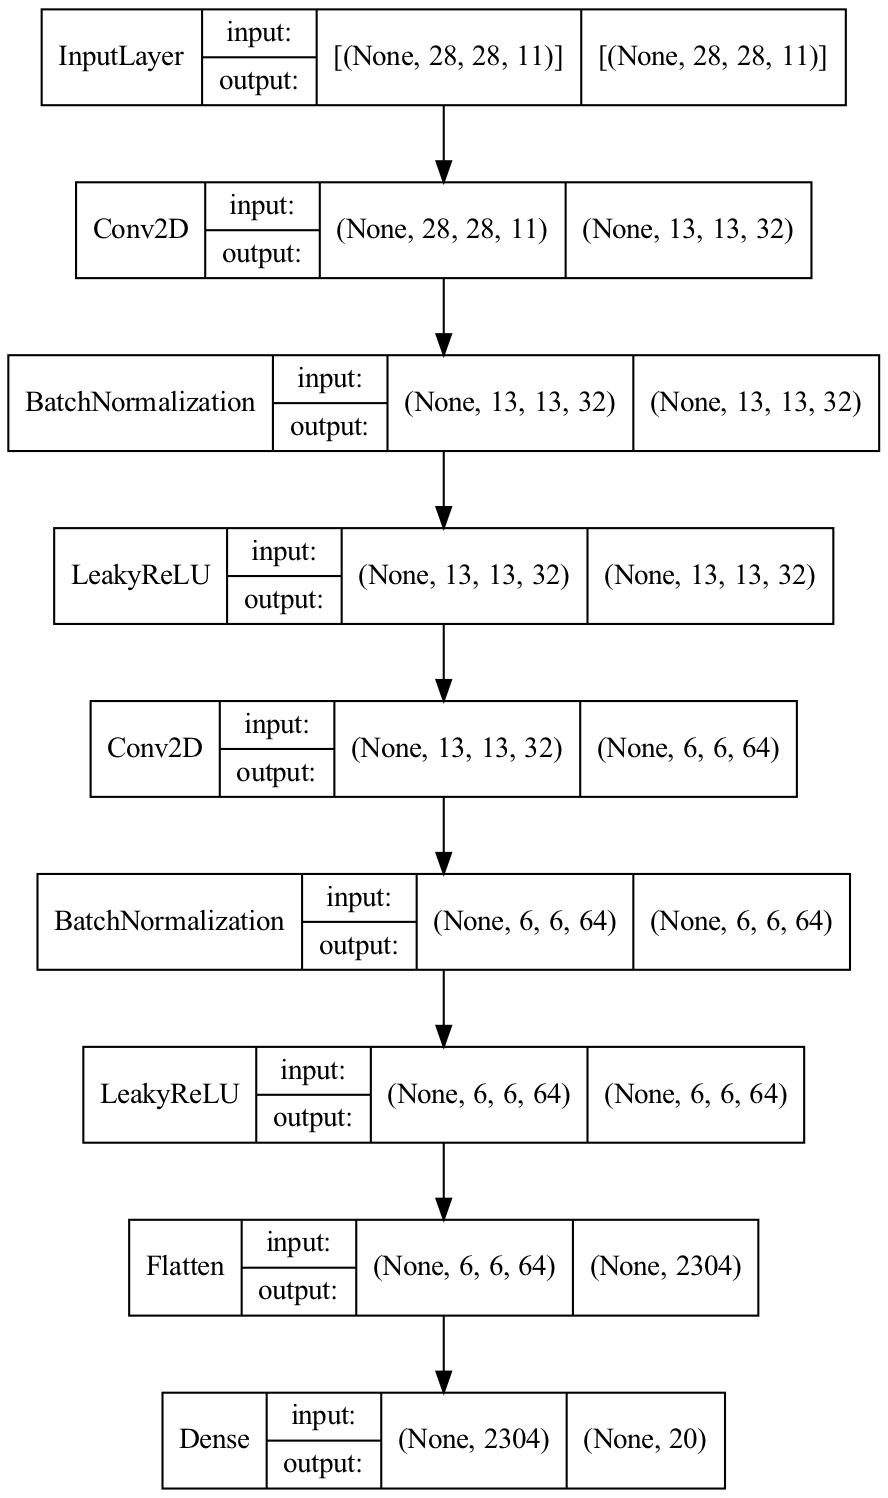 InputLayer
input:
output:
[(None, 28, 28, 11)]
[(None, 28, 28, 11)]
Conv2D
input:
output:
(None, 28, 28, 11)
(None, 13, 13, 32)
BatchNormalization
input:
output:
(None, 13, 13, 32)
(None, 13, 13, 32)
LeakyReLU
input:
output:
(None, 13, 13, 32)
(None, 13, 13, 32)
Conv2D
input:
output:
(None, 13, 13, 32)
(None, 6, 6, 64)
BatchNormalization
input:
output:
(None, 6, 6, 64)
(None, 6, 6, 64)
LeakyReLU
input:
output:
(None, 6, 6, 64)
(None, 6, 6, 64)
Flatten
input:
output:
(None, 6, 6, 64)
(None, 2304)
Dense
input:
output:
(None, 2304)
(None, 20)